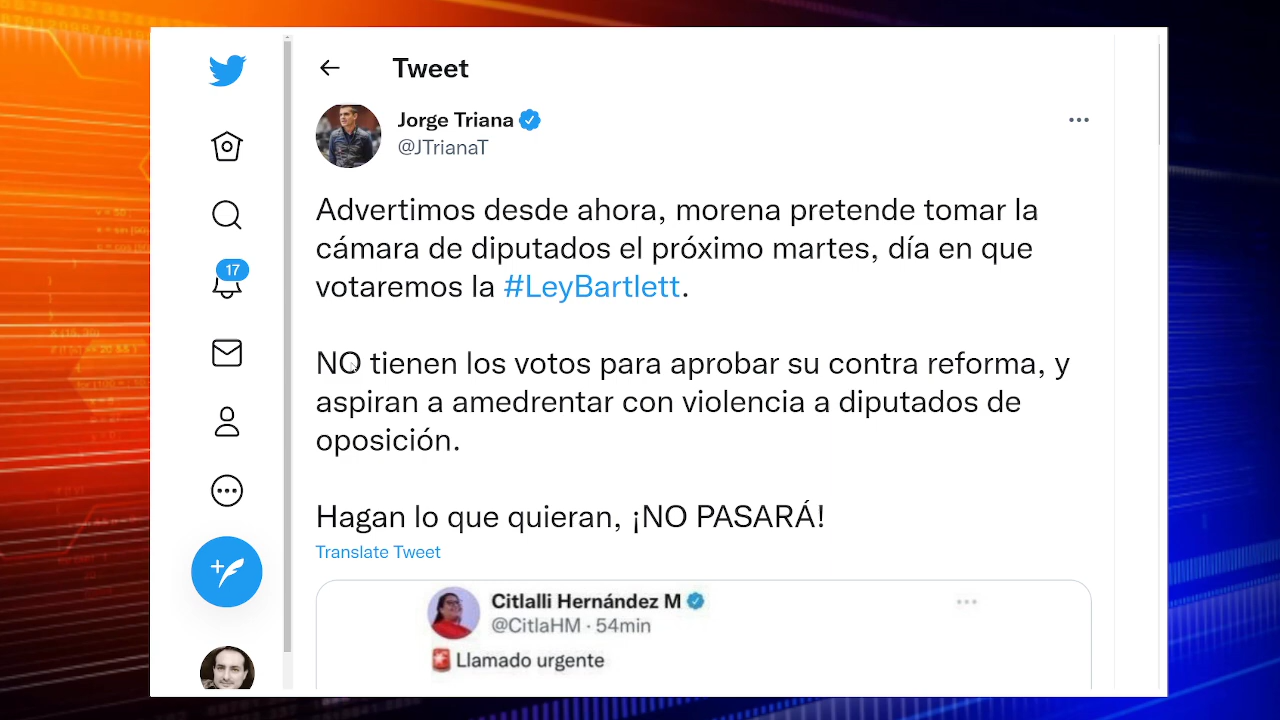 Tweet
Jorge Triana
@JTrianaT
17
Advertimos desde ahora, morena pretende tomar la
cámara de diputados el próximo martes, día en que
votaremos la #LeyBartlett.
NO tienen los votos para aprobar su contra reforma, y
aspiran a amedrentar con violencia a diputados de
oposición.
Hagan lo que quieran, ¡NO PASARÁ!
Translate Tweet
Citlalli Hernández M
@CitlaHM · 54min
Llamado urgente